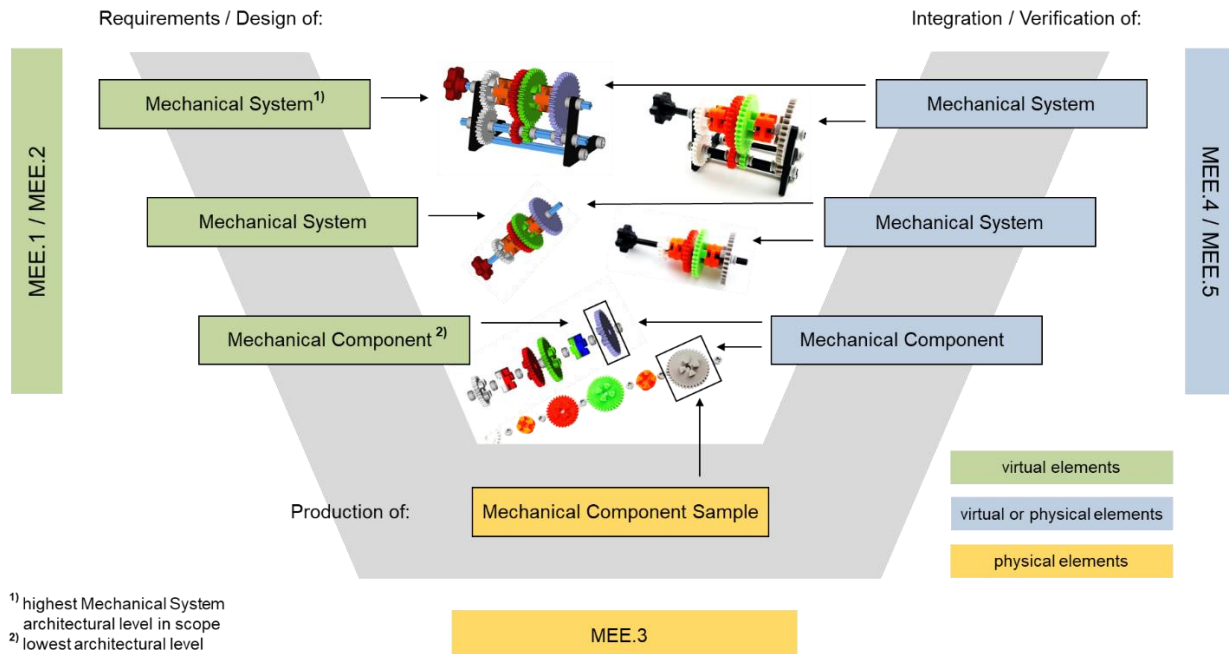 Requirements / Design of:
Integration / Verification of:
MEE.1 / MEE.2
Mechanical System¹⁾
Mechanical System
MEE.4 / MEE.5
Mechanical System
Mechanical System
Mechanical Component ²⁾
Mechanical Component
virtual elements
Production of:
Mechanical Component Sample
virtual or physical elements
physical elements
¹⁾ highest Mechanical System
architectural level in scope
²⁾ lowest architectural level
MEE.3